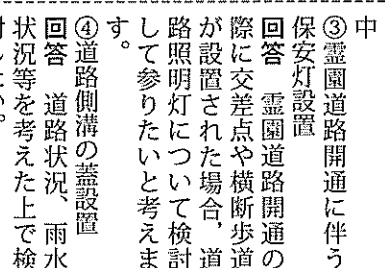 中
③霊園道路開通に伴う
保安灯設置
回答　霊園道路開通の
際に交差点や横断歩道
が設置された場合、道
路照明灯について検討
して参りたいと考えま
す。
④道路側溝の蓋設置
回答　道路状況、雨水
状況等を考えた上で検
討したい。